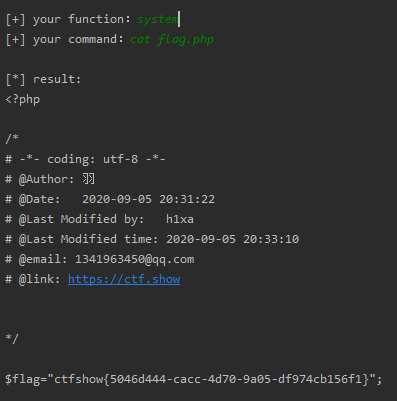 [+] your function：system
[+] your command：cat flag.php
[*] result:
<?php
/*
# -*- coding: utf-8 -*-
# @Author:
# @Date:   2020-09-05 20:31:22
# @Last Modified by:   h1xa
# @Last Modified time: 2020-09-05 20:33:10
# @email: 1341963450@qq.com
# @link: https://ctf.show
*/
$flag="ctfshow{5046d444-cacc-4d70-9a05-df974cb156f1}";